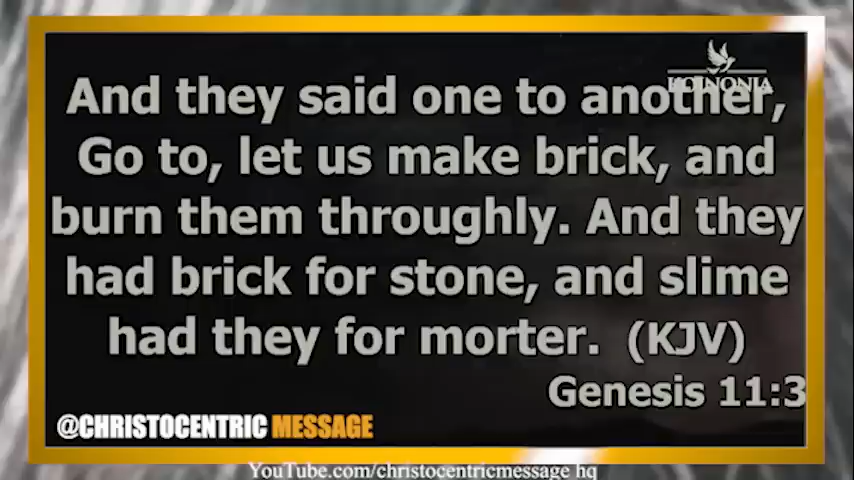 KOINONIA
And they said one to another,
Go to, let us make brick, and
burn them throughly. And they
had brick for stone, and slime
had they for morter. (KJV)
Genesis 11:3
@CHRISTOCENTRIC MESSAGE
YouTube.com/christocentricmessage hq